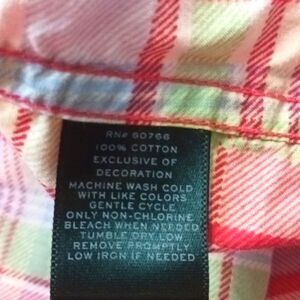 RN# 60766
100% COTTON
EXCLUSIVE OF
DECORATION
MACHINE WASH COLD
WITH LIKE COLORS
GENTLE CYCLE
ONLY NON-CHLORINE
BLEACH WHEN NEEDED
TUMBLE DRY LOW
REMOVE PROMPTLY
LOW IRON IF NEEDED